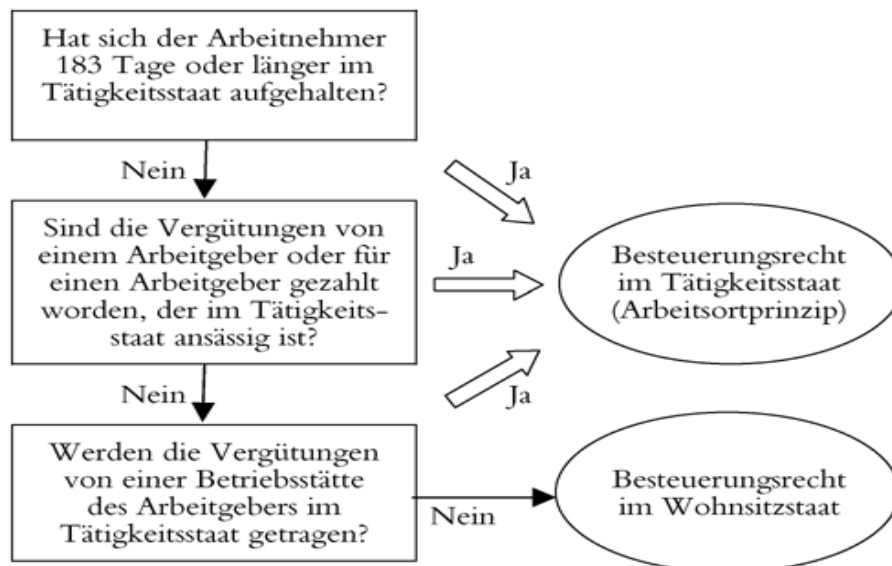 Hat sich der Arbeitnehmer
183 Tage oder länger im
Tätigkeitsstaat aufgehalten?
Nein
Ja
Sind die Vergütungen von
einem Arbeitgeber oder für
einen Arbeitgeber gezahlt
worden, der im Tätigkeits-
staat ansässig ist?
Ja
Besteuerungsrecht
im Tätigkeitsstaat
(Arbeitsortprinzip)
Nein
Ja
Werden die Vergütungen
von einer Betriebsstätte
des Arbeitgebers im
Tätigkeitsstaat getragen?
Nein
Besteuerungsrecht
im Wohnsitzstaat